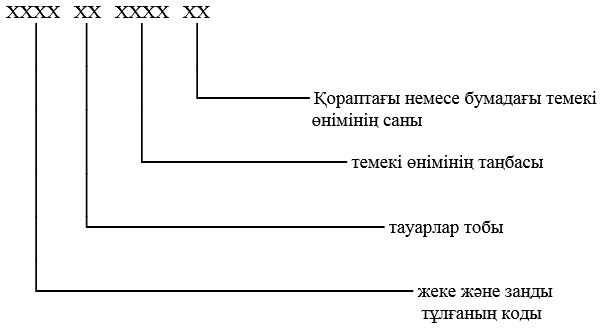 XXXX XX XXXX XX
Қораптағы немесе бумадағы темекі
өнімінің саны
темекі өнімінің таңбасы
тауарлар тобы
жеке және заңды
тұлғаның коды